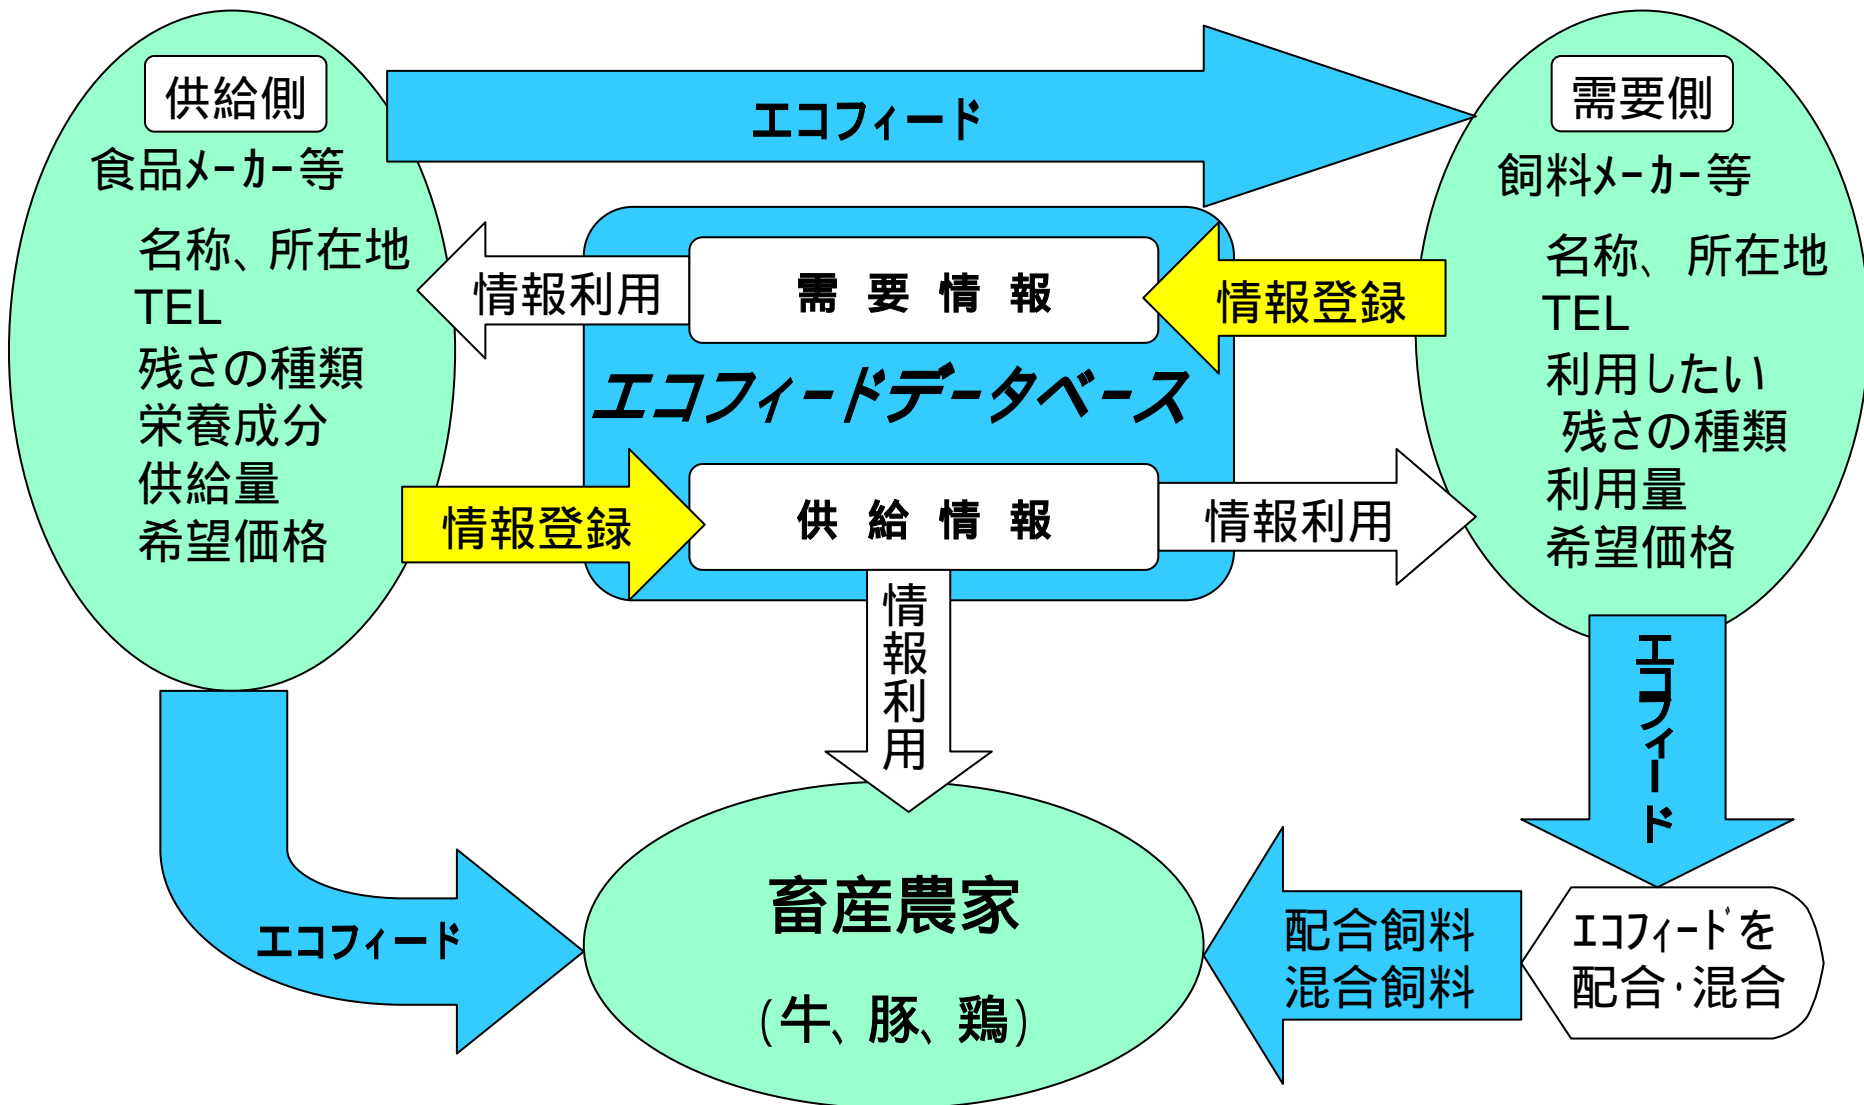 供給側
食品ﾒｰｶｰ等
名称、所在地
TEL
残さの種類
栄養成分
供給量
希望価格
エコフィード
需要側
飼料ﾒｰｶｰ等
名称、所在地
TEL
利用したい
残さの種類
利用量
希望価格
情報利用
需要情報
情報登録
エコフィードデータベース
情報登録
供給情報
情報利用
情報利用
エコフィード
エコフィード
畜産農家
(牛、豚、鶏)
配合飼料
混合飼料
ｴｺﾌｨｰﾄﾞを
配合・混合